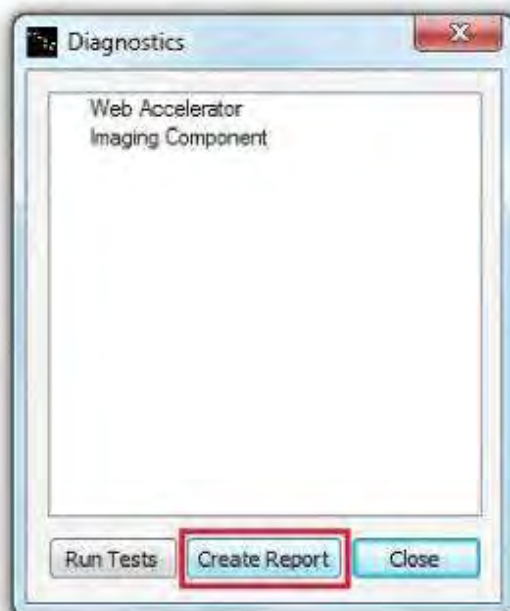 Diagnostics
Web Accelerator
Imaging Component
Run Tests Create Report Close